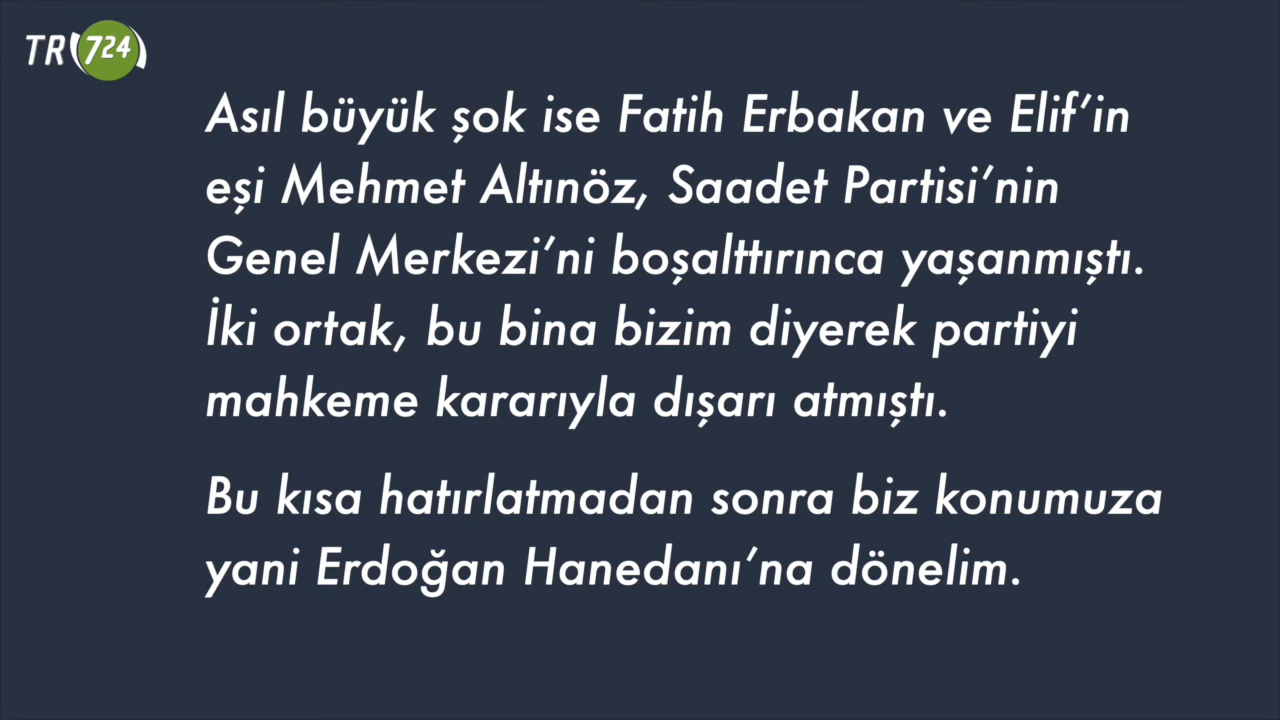 TR724
Asıl büyük şok ise Fatih Erbakan ve Elif’in
eşi Mehmet Altınöz, Saadet Partisi’nin
Genel Merkezi’ni boşalttırınca yaşanmıştı.
İki ortak, bu bina bizim diyerek partiyi
mahkeme kararıyla dışarı atmıştı.
Bu kısa hatırlatmadan sonra biz konumuza
yani Erdoğan Hanedanı’na dönelim.